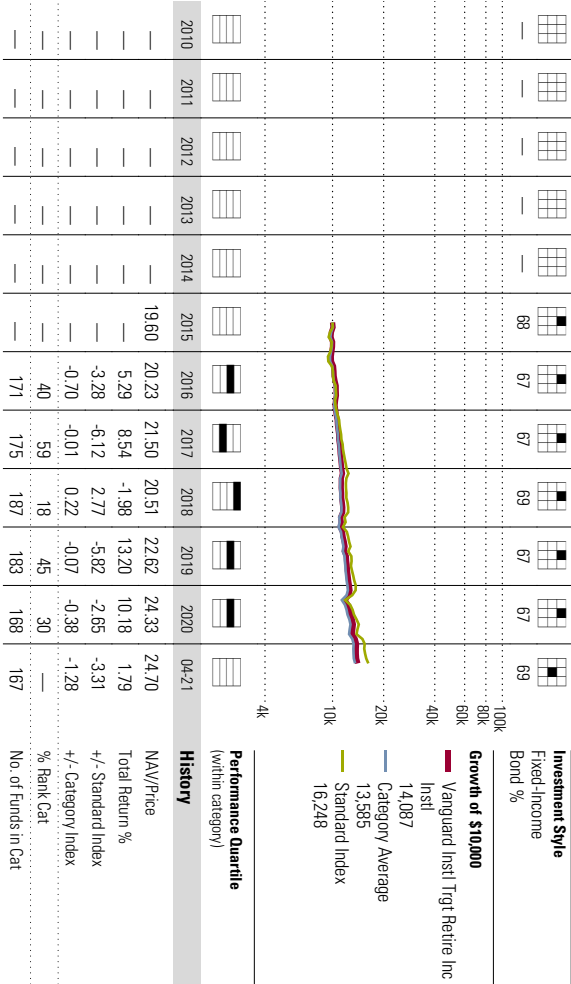 — — — — — 68 67 67 69 67 67 69
Investment Style
Fixed-Income
Bond %
100k
80k
60k
40k
20k
10k
4k
Growth of $10,000
Vanguard Instl Trgt Retire Inc
Instl
14,087
Category Average
13,585
Standard Index
16,248
Performance Quartile
(within category)
2010 2011 2012 2013 2014 2015 2016 2017 2018 2019 2020 04-21 History
— — — — — 19.60 20.23 21.50 20.51 22.62 24.33 24.70 NAV/Price
— — — — — — 5.29 8.54 -1.98 13.20 10.18 1.79 Total Return %
— — — — — — -3.28 -6.12 2.77 -5.82 -2.65 -3.31 +/- Standard Index
— — — — — — -0.70 -0.01 0.22 -0.07 -0.38 -1.28 +/- Category Index
— — — — — — 40 59 18 45 30 — % Rank Cat
— — — — — — 171 175 187 183 168 167 No. of Funds in Cat